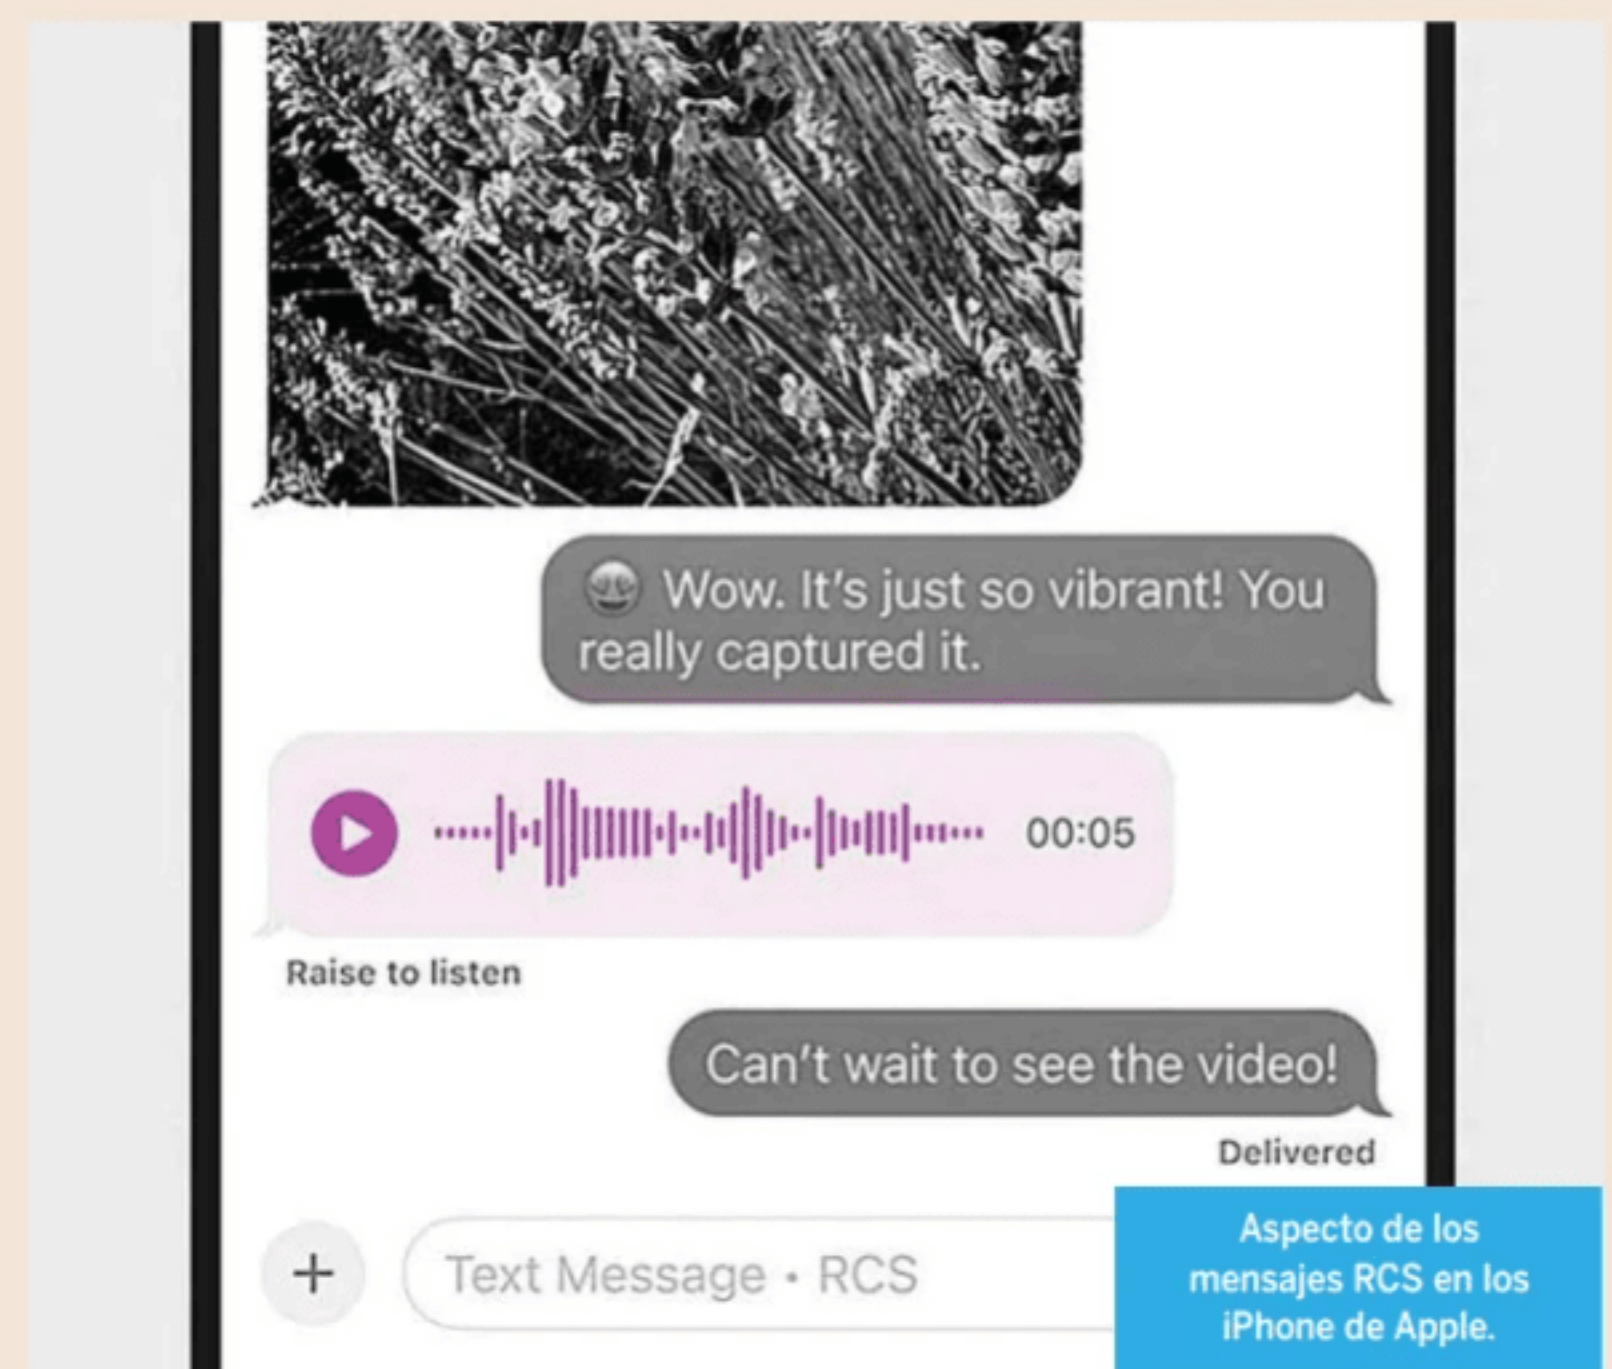 Wow. It's just so vibrant! You
really captured it.
00:05
Raise to listen
Can't wait to see the video!
Delivered
Text Message • RCS
Aspecto de los
mensajes RCS en los
iPhone de Apple.